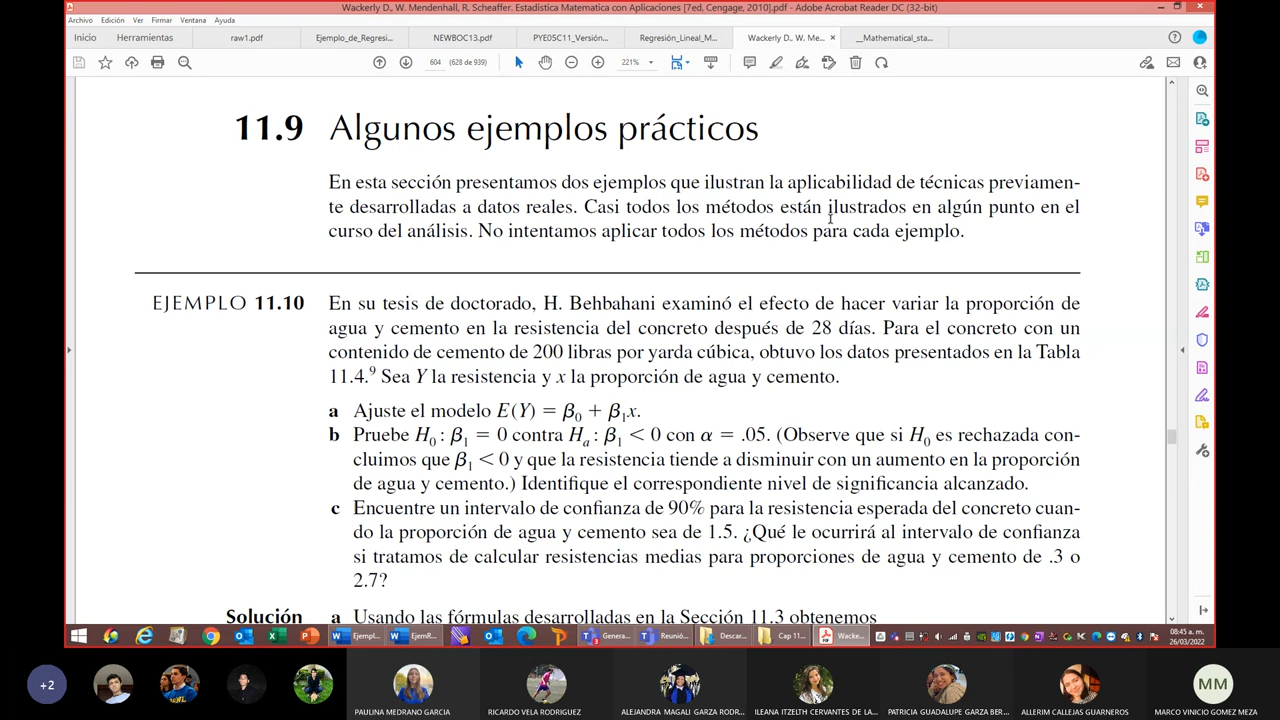 Wackerly D., W. Mendenhall, R. Scheaffer. Estadística Matematica con Aplicaciones [7ed, Cengage, 2010].pdf - Adobe Acrobat Reader DC (32-bit)
Archivo Edición Ver Firmar Ventana Ayuda
Inicio Herramientas raw1.pdf Ejemplo_de_Regresi... NEWBOC13.pdf PYE05C11_Versión... Regresión_Lineal_M... Wackerly D., W. Me... × __Mathematical_sta...
604 (628 de 939) 221%
11.9 Algunos ejemplos prácticos
En esta sección presentamos dos ejemplos que ilustran la aplicabilidad de técnicas previamen-
te desarrolladas a datos reales. Casi todos los métodos están ilustrados en algún punto en el
curso del análisis. No intentamos aplicar todos los métodos para cada ejemplo.
EJEMPLO 11.10 En su tesis de doctorado, H. Behbahani examinó el efecto de hacer variar la proporción de
agua y cemento en la resistencia del concreto después de 28 días. Para el concreto con un
contenido de cemento de 200 libras por yarda cúbica, obtuvo los datos presentados en la Tabla
11.4.⁹ Sea Y la resistencia y x la proporción de agua y cemento.
a Ajuste el modelo E(Y) = β₀ + β₁x.
b Pruebe H₀: β₁ = 0 contra Hₐ: β₁ < 0 con α = .05. (Observe que si H₀ es rechazada con-
cluimos que β₁ < 0 y que la resistencia tiende a disminuir con un aumento en la proporción
de agua y cemento.) Identifique el correspondiente nivel de significancia alcanzado.
c Encuentre un intervalo de confianza de 90% para la resistencia esperada del concreto cuan-
do la proporción de agua y cemento sea de 1.5. ¿Qué le ocurrirá al intervalo de confianza
si tratamos de calcular resistencias medias para proporciones de agua y cemento de .3 o
2.7?
Solución a Usando las fórmulas desarrolladas en la Sección 11.3 obtenemos
Ejempl... EjemR... Genera... Reunió... Descar... Cap 11... Wacke... 08:45 a. m.
26/03/2022
+2 MM
PAULINA MEDRANO GARCIA RICARDO VELA RODRIGUEZ ALEJANDRA MAGALI GARZA RODR... ILEANA ITZELTH CERVANTES DE LA... PATRICIA GUADALUPE GARZA BER... ALLERIM CALLEJAS GUARNEROS MARCO VINICIO GOMEZ MEZA